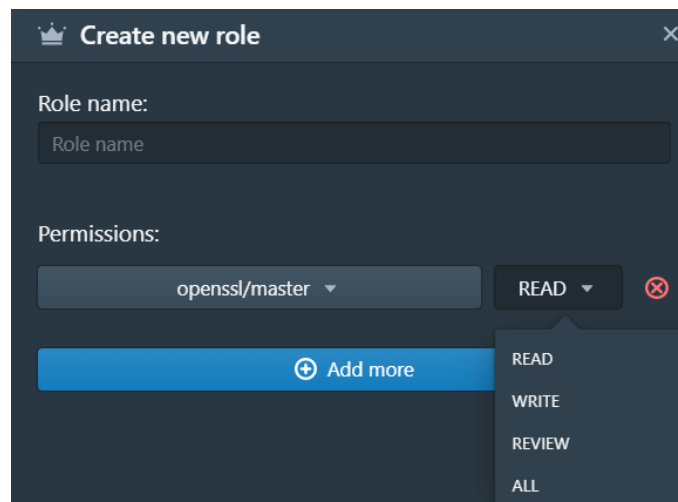 Create new role
Role name:
Role name
Permissions:
openssl/master READ
Add more
READ
WRITE
REVIEW
ALL